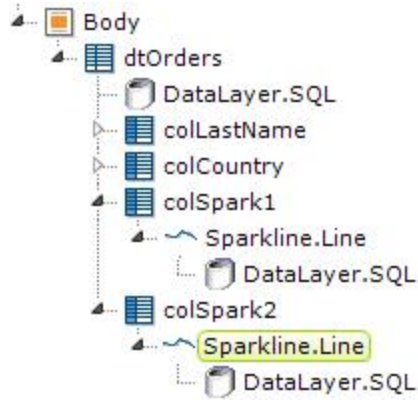 Body
dtOrders
DataLayer.SQL
colLastName
colCountry
colSpark1
Sparkline.Line
DataLayer.SQL
colSpark2
Sparkline.Line
DataLayer.SQL